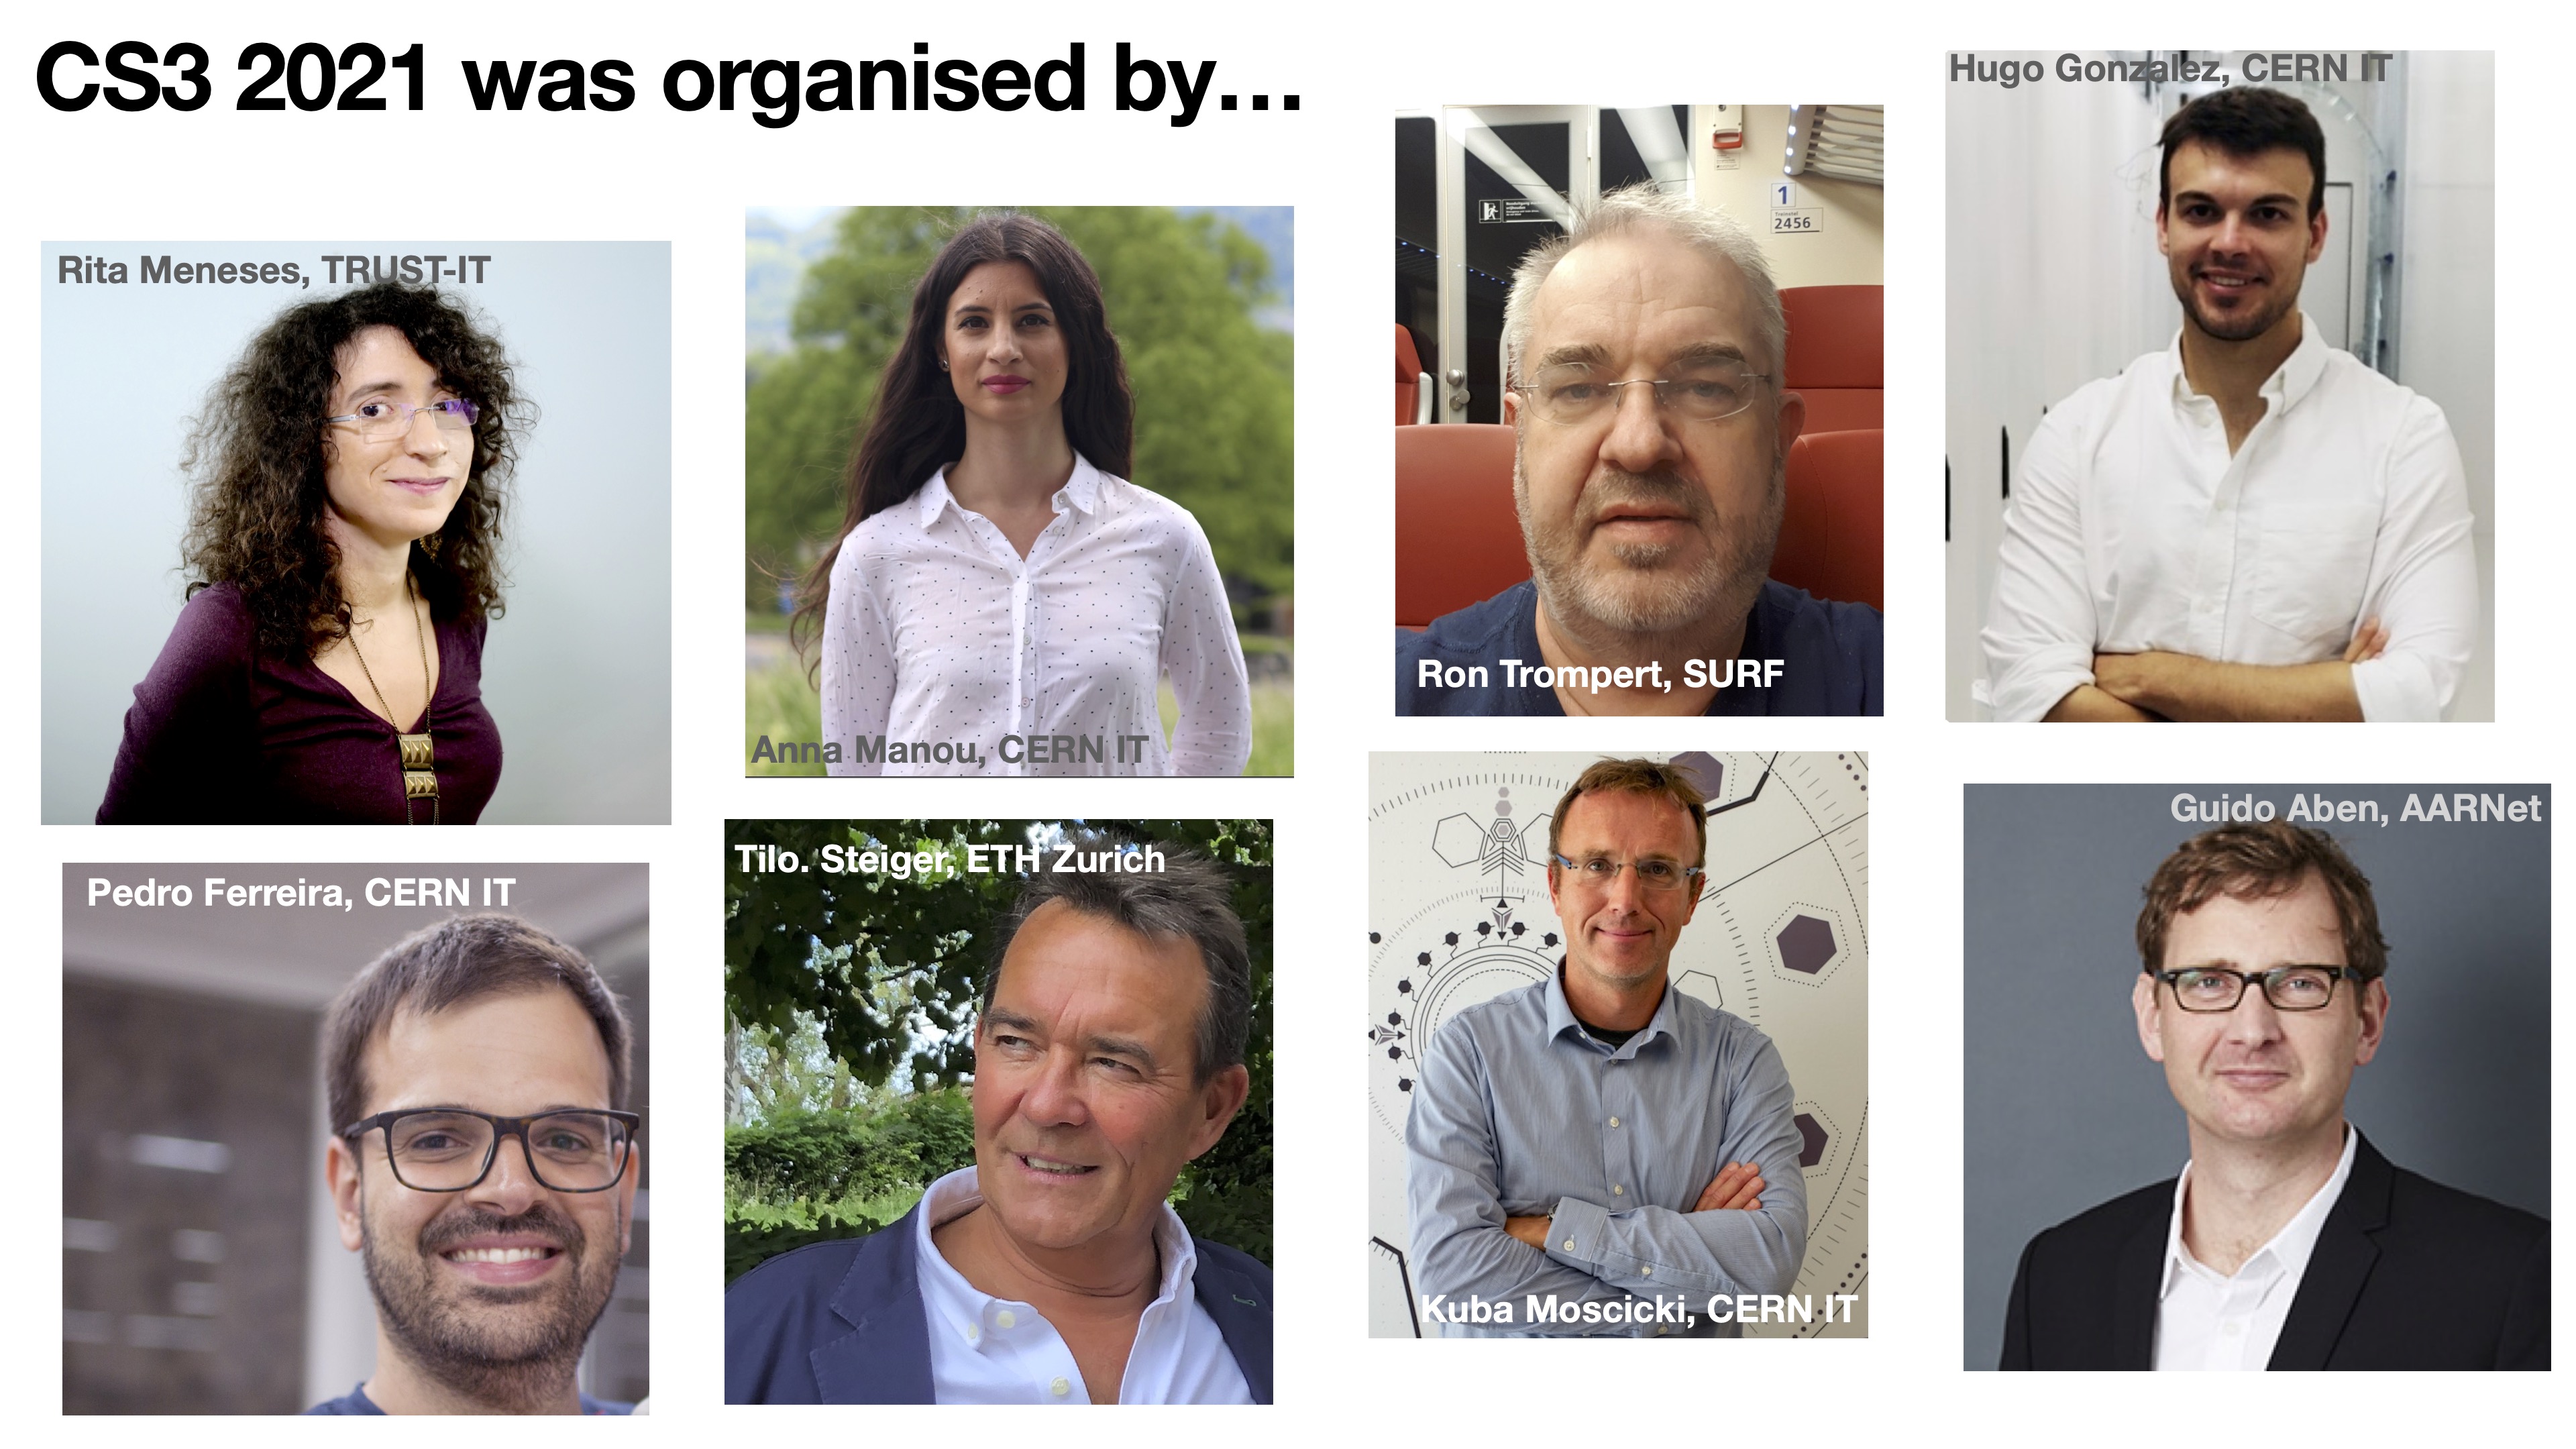 CS3 2021 was organised by…
Hugo Gonzalez, CERN IT
Rita Meneses, TRUST-IT
1
2456
Ron Trompert, SURF
Anna Manou, CERN IT
Guido Aben, AARNet
Tilo. Steiger, ETH Zurich
Pedro Ferreira, CERN IT
Kuba Moscicki, CERN IT